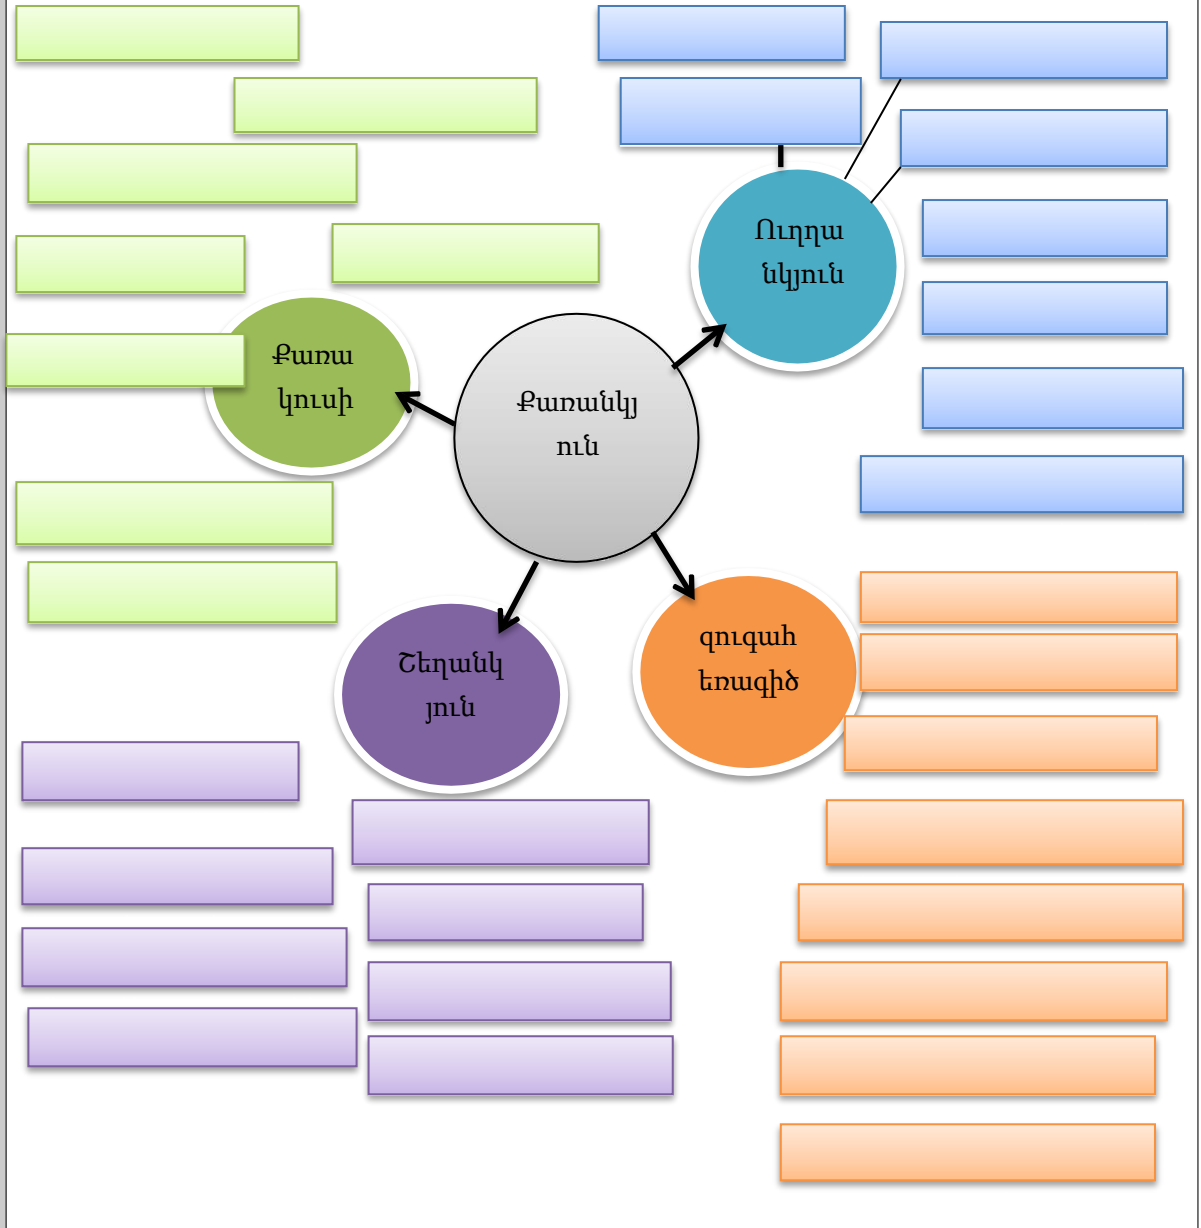 Ուղղա
նկյուն
Քառա
կուսի
Քառանկյ
ուն
զուգահ
եռագիծ
Շեղանկ
յուն